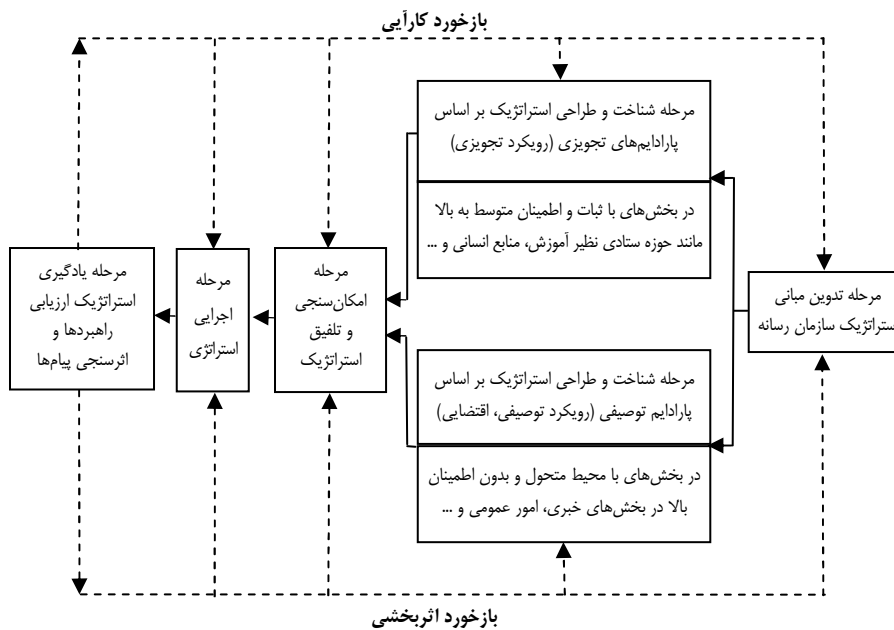 بازخورد کارآیی
مرحله شناخت و طراحی استراتژیک بر اساس
پارادایم‌های تجویزی (رویکرد تجویزی)
در بخش‌های با ثبات و اطمینان متوسط به بالا
مانند حوزه ستادی نظیر آموزش، منابع انسانی و ...
مرحله تدوین مبانی
ستراتژیک سازمان رسانه
مرحله شناخت و طراحی استراتژیک بر اساس
پارادایم توصیفی (رویکرد توصیفی، اقتضایی)
در بخش‌های با محیط متحول و بدون اطمینان
بالا در بخش‌های خبری، امور عمومی و ...
مرحله
امکان‌سنجی
و تلفیق
استراتژیک
مرحله
اجرایی
استراتژی
مرحله یادگیری
استراتژیک ارزیابی
راهبردها و
اثرسنجی پیام‌ها
بازخورد اثربخشی